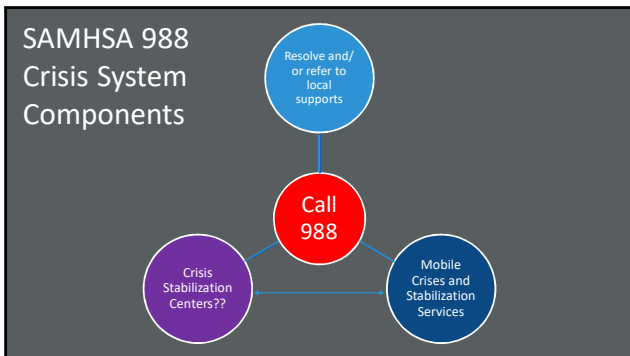 SAMHSA 988
Crisis System
Components
Resolve and/
or refer to
local
supports
Call
988
Crisis
Stabilization
Centers??
Mobile
Crises and
Stabilization
Services